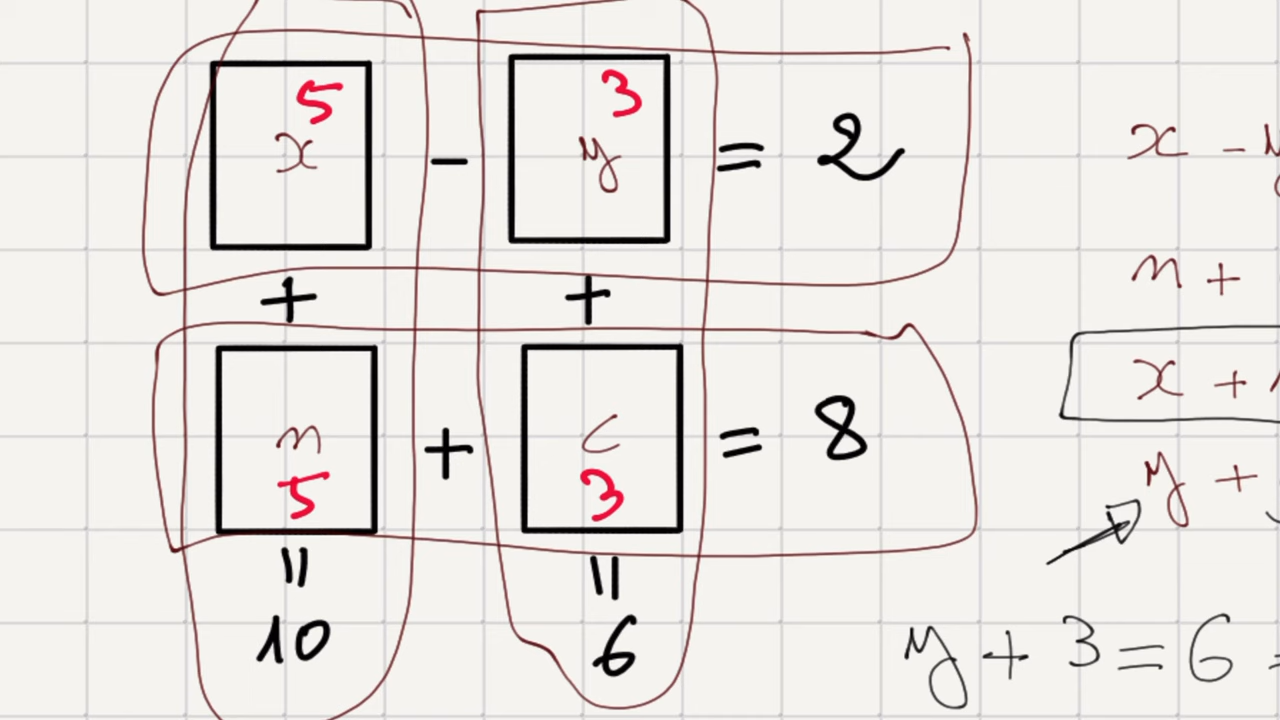 5 3
x - y = 2
x -
+ +
m +
m + c = 8
5 3
x +
y +
= =
10 6
y + 3 = 6